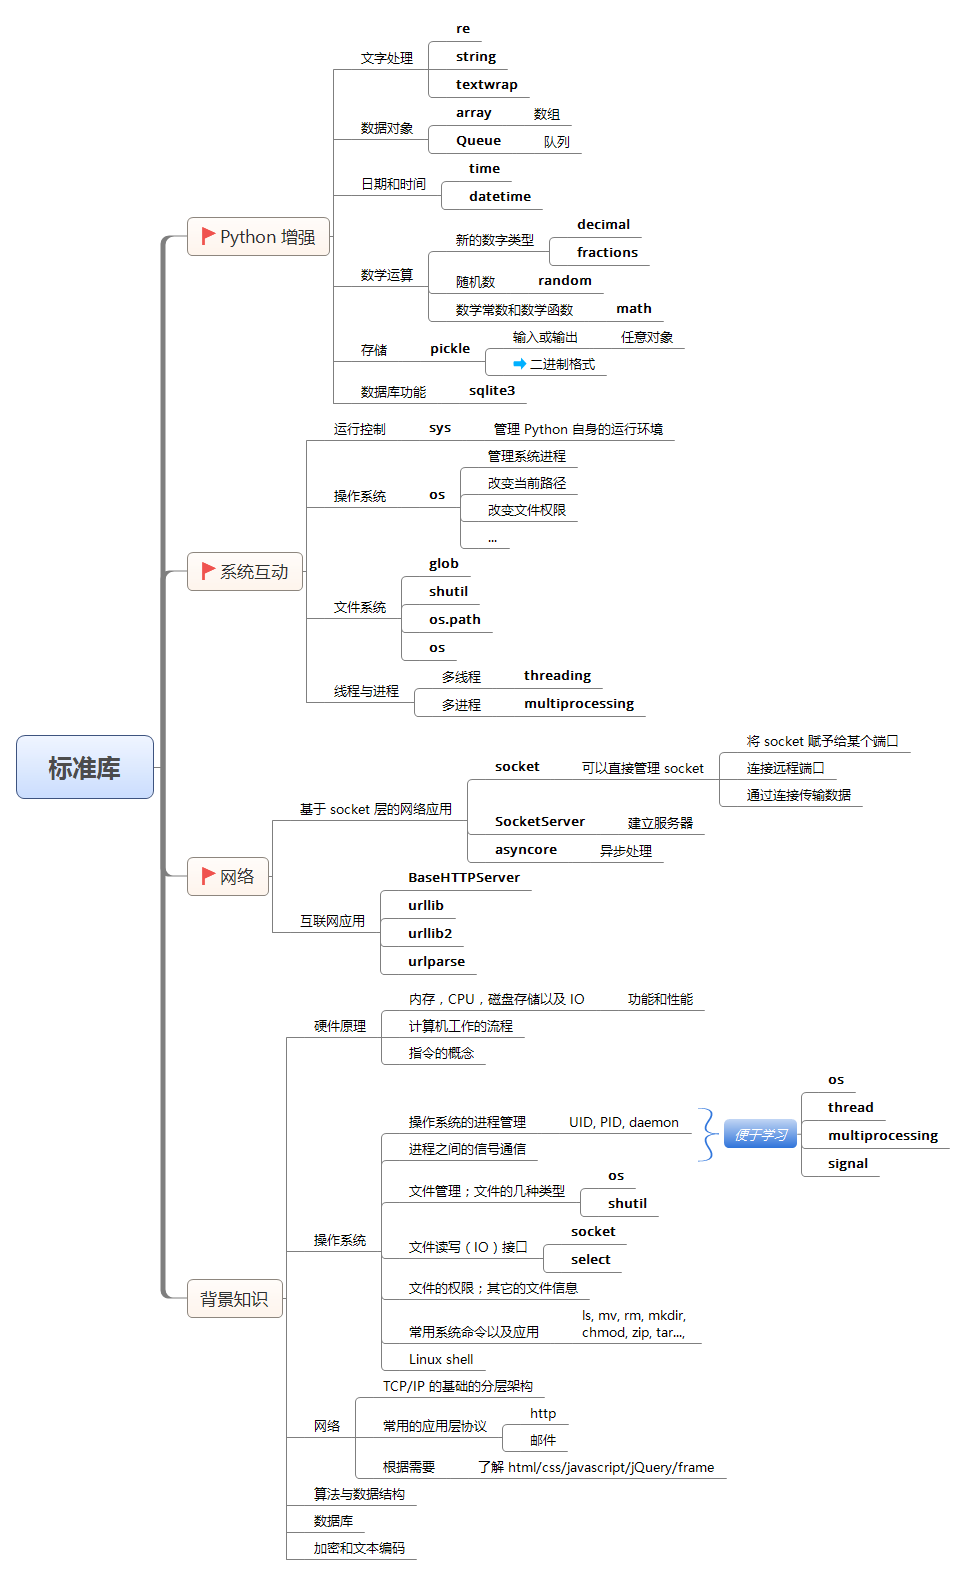 标准库
Python 增强
文字处理
re
string
textwrap
数据对象
array 数组
Queue 队列
日期和时间
time
datetime
数学运算
新的数字类型
decimal
fractions
随机数 random
数学常数和数学函数 math
存储 pickle
输入或输出 任意对象
二进制格式
数据库功能 sqlite3
系统互动
运行控制 sys 管理 Python 自身的运行环境
操作系统 os
管理系统进程
改变当前路径
改变文件权限
...
文件系统
glob
shutil
os.path
os
线程与进程
多线程 threading
多进程 multiprocessing
网络
基于 socket 层的网络应用
socket 可以直接管理 socket
将 socket 赋予给某个端口
连接远程端口
通过连接传输数据
SocketServer 建立服务器
asyncore 异步处理
互联网应用
BaseHTTPServer
urllib
urllib2
urlparse
背景知识
硬件原理
内存，CPU，磁盘存储以及 IO 功能和性能
计算机工作的流程
指令的概念
操作系统
操作系统的进程管理 UID, PID, daemon
进程之间的信号通信
便于学习
os
thread
multiprocessing
signal
文件管理；文件的几种类型
os
shutil
文件读写（IO）接口
socket
select
文件的权限；其它的文件信息
常用系统命令以及应用
ls, mv, rm, mkdir,
chmod, zip, tar...,
Linux shell
网络
TCP/IP 的基础的分层架构
常用的应用层协议
http
邮件
根据需要 了解 html/css/javascript/jQuery/frame
算法与数据结构
数据库
加密和文本编码